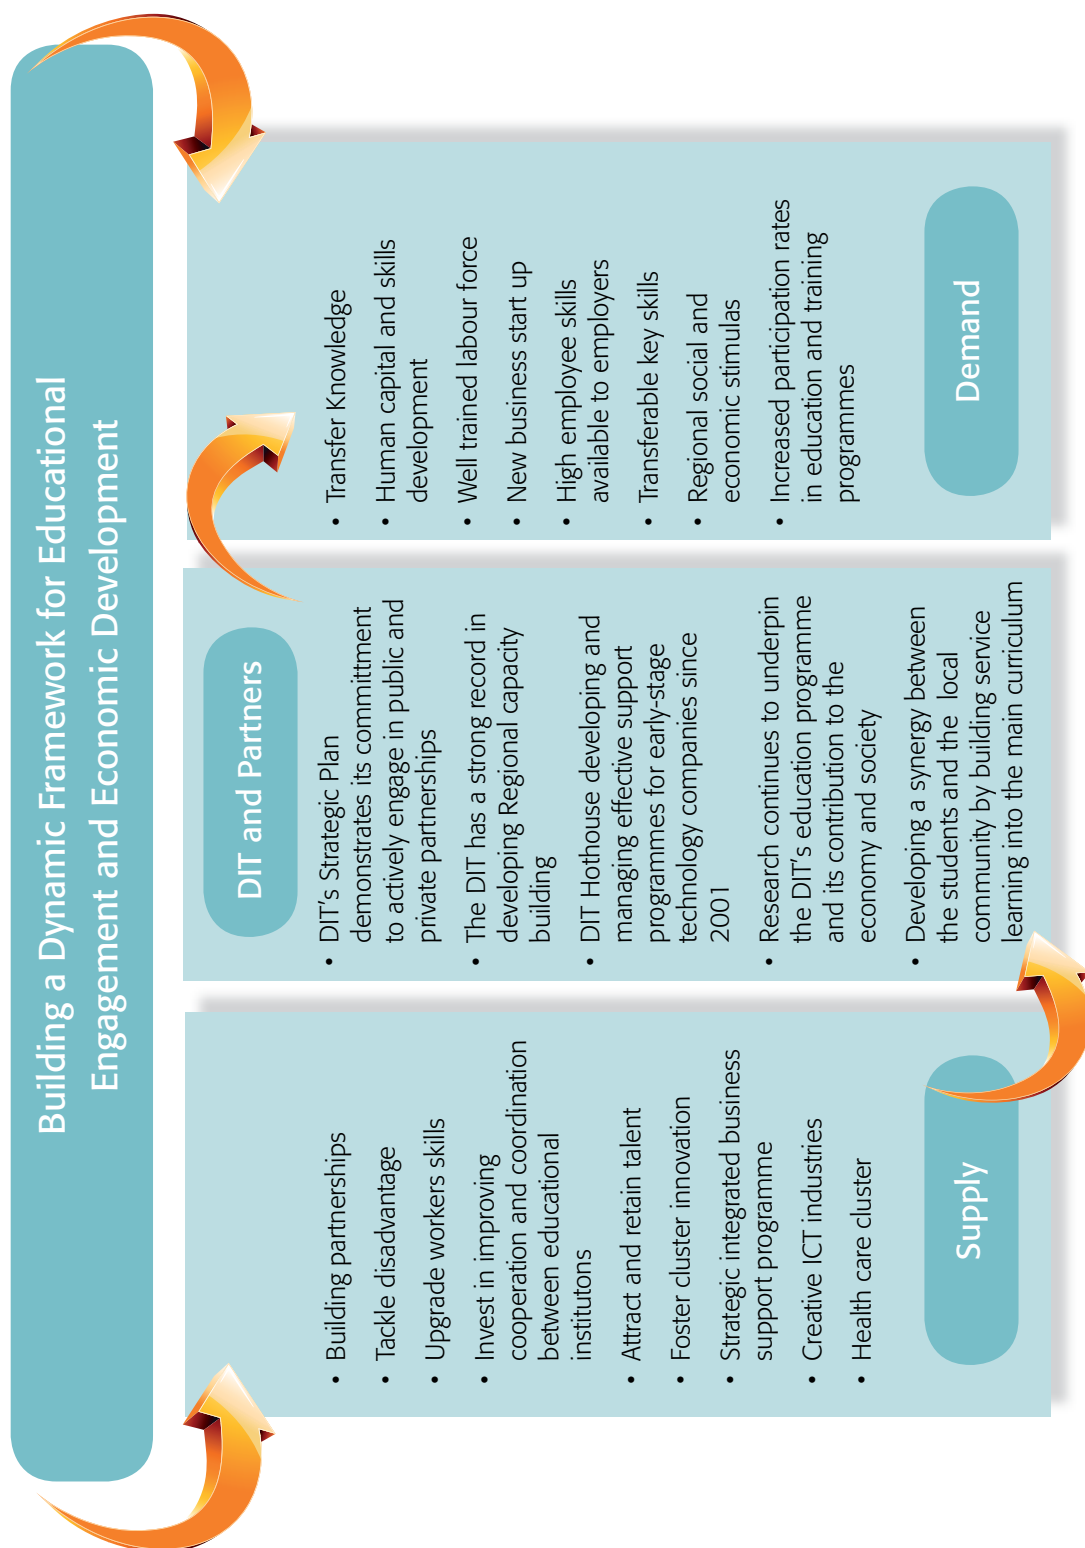 Building a Dynamic Framework for Educational
Engagement and Economic Development
• Building partnerships
• Tackle disadvantage
• Upgrade workers skills
• Invest in improving
cooperation and coordination
between educational
institutons
• Attract and retain talent
• Foster cluster innovation
• Strategic integrated business
support programme
• Creative ICT industries
• Health care cluster
Supply
DIT and Partners
• DIT's Strategic Plan
demonstrates its committment
to actively engage in public and
private partnerships
• The DIT has a strong record in
developing Regional capacity
building
• DIT Hothouse developing and
managing effective support
programmes for early-stage
technology companies since
2001
• Research continues to underpin
the DIT's education programme
and its contribution to the
economy and society
• Developing a synergy between
the students and the local
community by building service
learning into the main curriculum
• Transfer Knowledge
• Human capital and skills
development
• Well trained labour force
• New business start up
• High employee skills
available to employers
• Transferable key skills
• Regional social and
economic stimulas
• Increased participation rates
in education and training
programmes
Demand